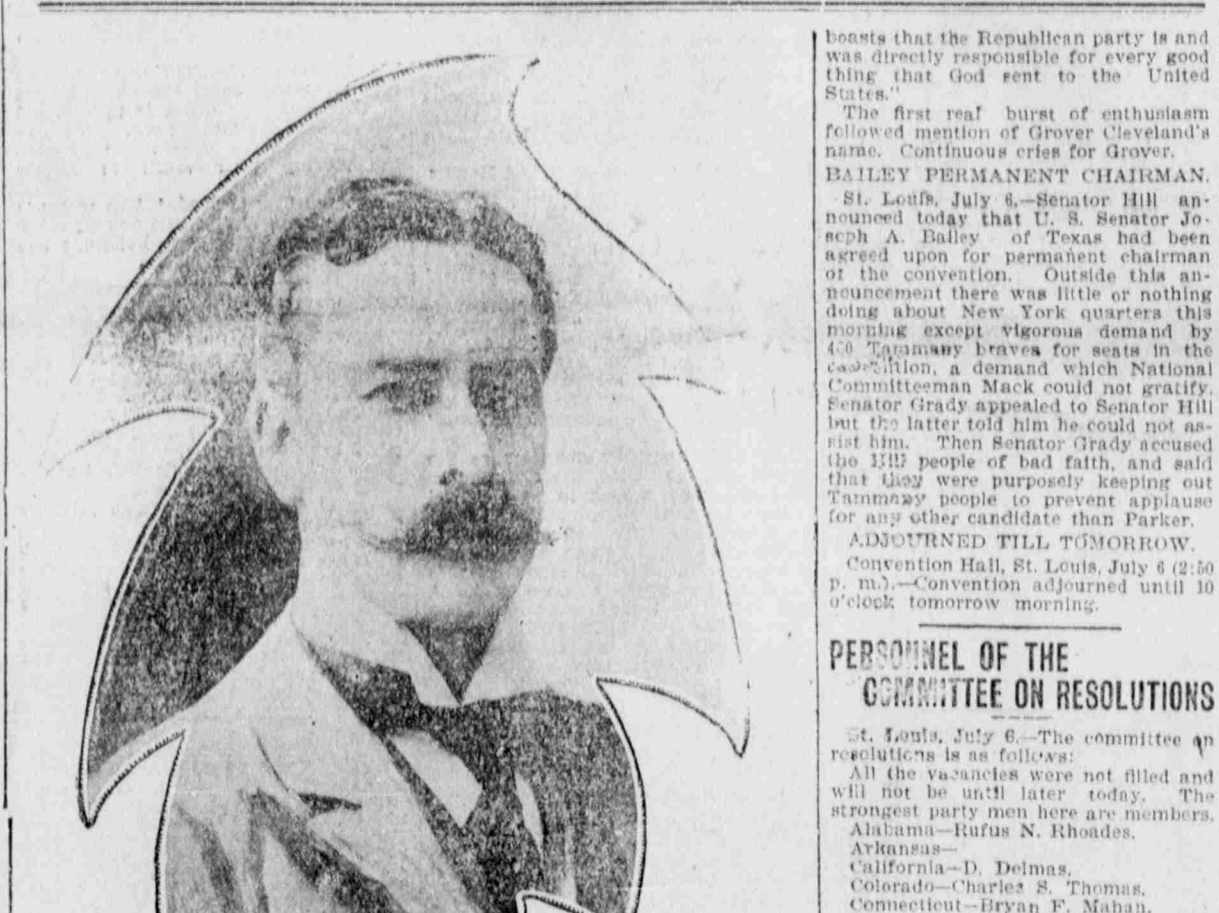 boasts that the Republican party is and
was directly responsible for every good
thing that God sent to the United
States."
The first real burst of enthusiasm
followed mention of Grover Cleveland's
name. Continuous cries for Grover.
BAILEY PERMANENT CHAIRMAN.
St. Louis, July 6.—Senator Hill an-
nounced today that U. S. Senator Jo-
seph A. Bailey of Texas had been
agreed upon for permanent chairman
of the convention. Outside this an-
nouncement there was little or nothing
doing about New York quarters this
morning except vigorous demand by
Tammany braves for seats in the
a demand which National
Committeeman Mack could not gratify.
Senator Grady appealed to Senator Hill
but the latter told him he could not as-
sist him. Then Senator Grady accused
the Hill people of bad faith, and said
that they were purposely keeping out
Tammany people to prevent applause
for any other candidate than Parker.
ADJOURNED TILL TOMORROW.
Convention Hall, St. Louis, July 6 (2:50
p. m.).—Convention adjourned until 10
o'clock tomorrow morning.
PERSONNEL OF THE
COMMITTEE ON RESOLUTIONS
St. Louis, July 6.—The committee on
resolutions is as follows:
All the vacancies were not filled and
will not be until later today. The
strongest party men here are members.
Alabama—Rufus N. Rhoades.
Arkansas—
California—D. Delmas.
Colorado—Charles S. Thomas.
Connecticut—Bryan F. Mahan.